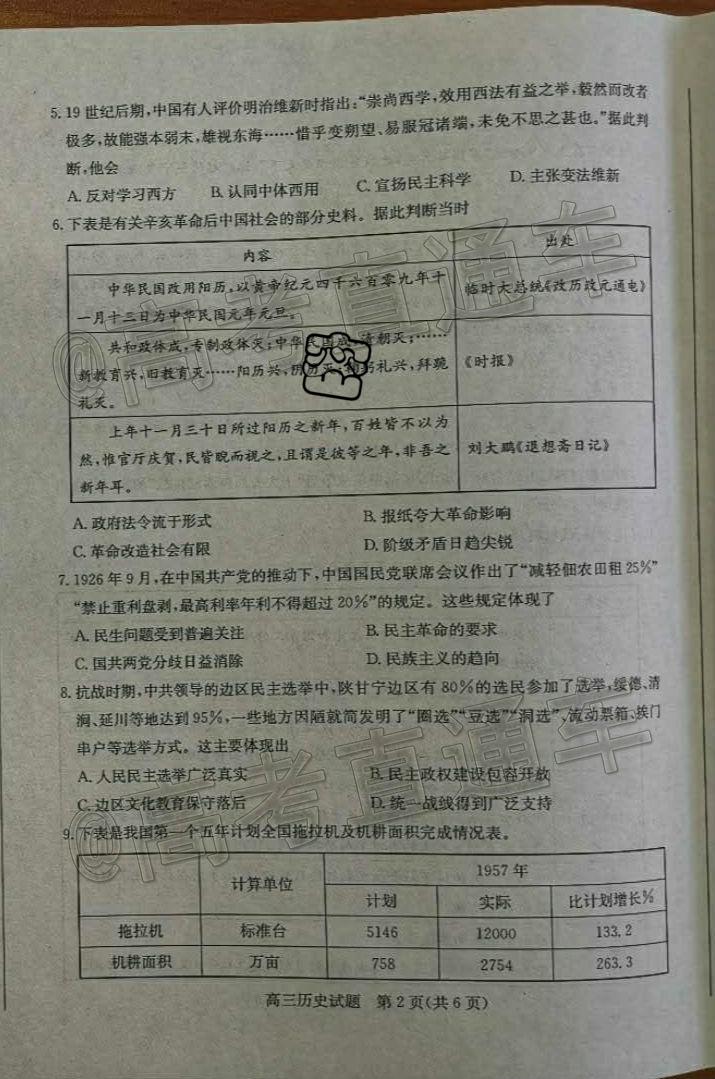 5. 19世纪后期,中国有人评价明治维新时指出:“崇尚西学,效用西法有益之举,毅然而改者
极多,故能强本弱末,雄视东海……惜乎变朔望、易服冠诸端,未免不思之甚也。”据此判
断,他会
A. 反对学习西方 B. 认同中体西用 C. 宣扬民主科学 D. 主张变法维新
6. 下表是有关辛亥革命后中国社会的部分史料。据此判断当时
内容 出处
中华民国改用阳历,以黄帝纪元四千六百零九年十
一月十三日为中华民国元年元旦。
临时大总统《改历改元通电》
共和政体成,专制政体灭;中华民国成,清朝灭;……
新教育兴,旧教育灭……阳历兴,阴历灭;鞠躬礼兴,拜跪
礼灭。
《时报》
上年十一月三十日所过阳历之新年,百姓皆不以为
然,惟官厅庆贺,民皆睨而视之,且谓是彼等之年,非吾之
新年耳。
刘大鹏《退想斋日记》
A. 政府法令流于形式 B. 报纸夸大革命影响
C. 革命改造社会有限 D. 阶级矛盾日趋尖锐
7. 1926年9月,在中国共产党的推动下,中国国民党联席会议作出了“减轻佃农田租25%”
“禁止重利盘剥,最高利率年利不得超过20%”的规定。这些规定体现了
A. 民生问题受到普遍关注 B. 民主革命的要求
C. 国共两党分歧日益消除 D. 民族主义的趋向
8. 抗战时期,中共领导的边区民主选举中,陕甘宁边区有80%的选民参加了选举,绥德、清
涧、延川等地达到95%,一些地方因陋就简发明了“圈选”“豆选”“洞选”、流动票箱、挨门
串户等选举方式。这主要体现出
A. 人民民主选举广泛真实 B. 民主政权建设包容开放
C. 边区文化教育保守落后 D. 统一战线得到广泛支持
9. 下表是我国第一个五年计划全国拖拉机及机耕面积完成情况表。
计算单位 1957年
计划 实际 比计划增长%
拖拉机 标准台 5146 12000 133.2
机耕面积 万亩 758 2754 263.3
高三历史试题 第2页(共6页)
@高考直通车
@高考直通车